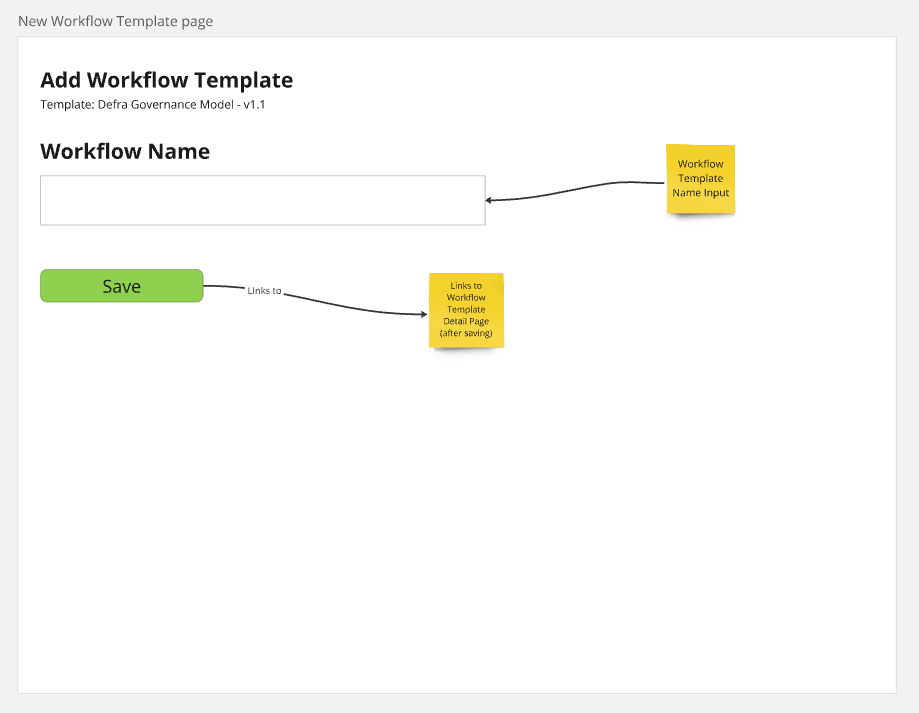 New Workflow Template page
Add Workflow Template
Template: Defra Governance Model - v1.1
Workflow Name
Workflow
Template
Name Input
Save
LInks to
Links to
Workflow
Template
Detail Page
(after saving)